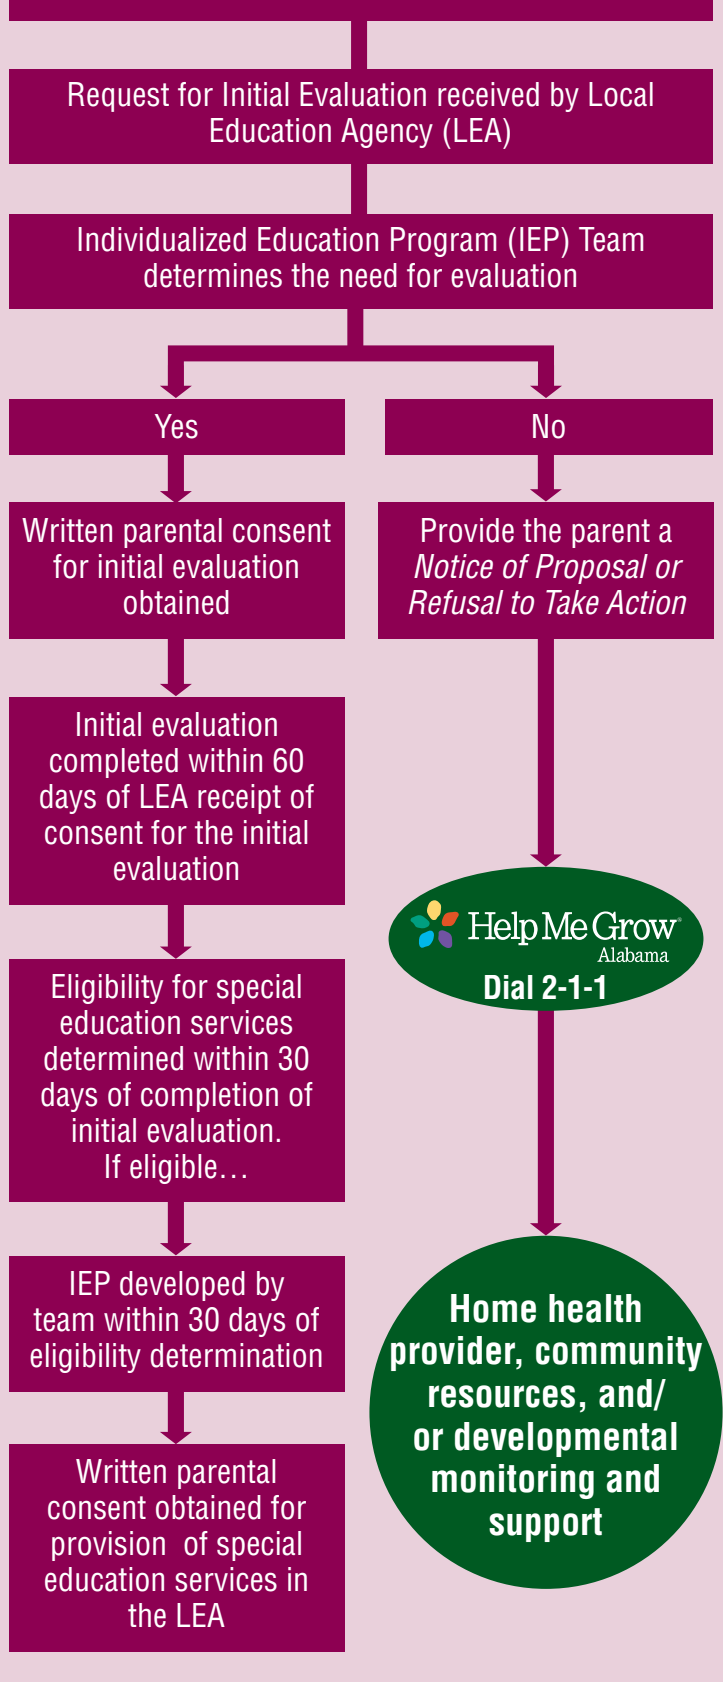 Request for Initial Evaluation received by Local
Education Agency (LEA)
Individualized Education Program (IEP) Team
determines the need for evaluation
Yes
Written parental consent
for initial evaluation
obtained
Initial evaluation
completed within 60
days of LEA receipt of
consent for the initial
evaluation
Eligibility for special
education services
determined within 30
days of completion of
initial evaluation.
If eligible…
IEP developed by
team within 30 days of
eligibility determination
Written parental
consent obtained for
provision of special
education services in
the LEA
No
Provide the parent a
Notice of Proposal or
Refusal to Take Action
Help Me Grow®
Alabama
Dial 2-1-1
Home health
provider, community
resources, and/
or developmental
monitoring and
support